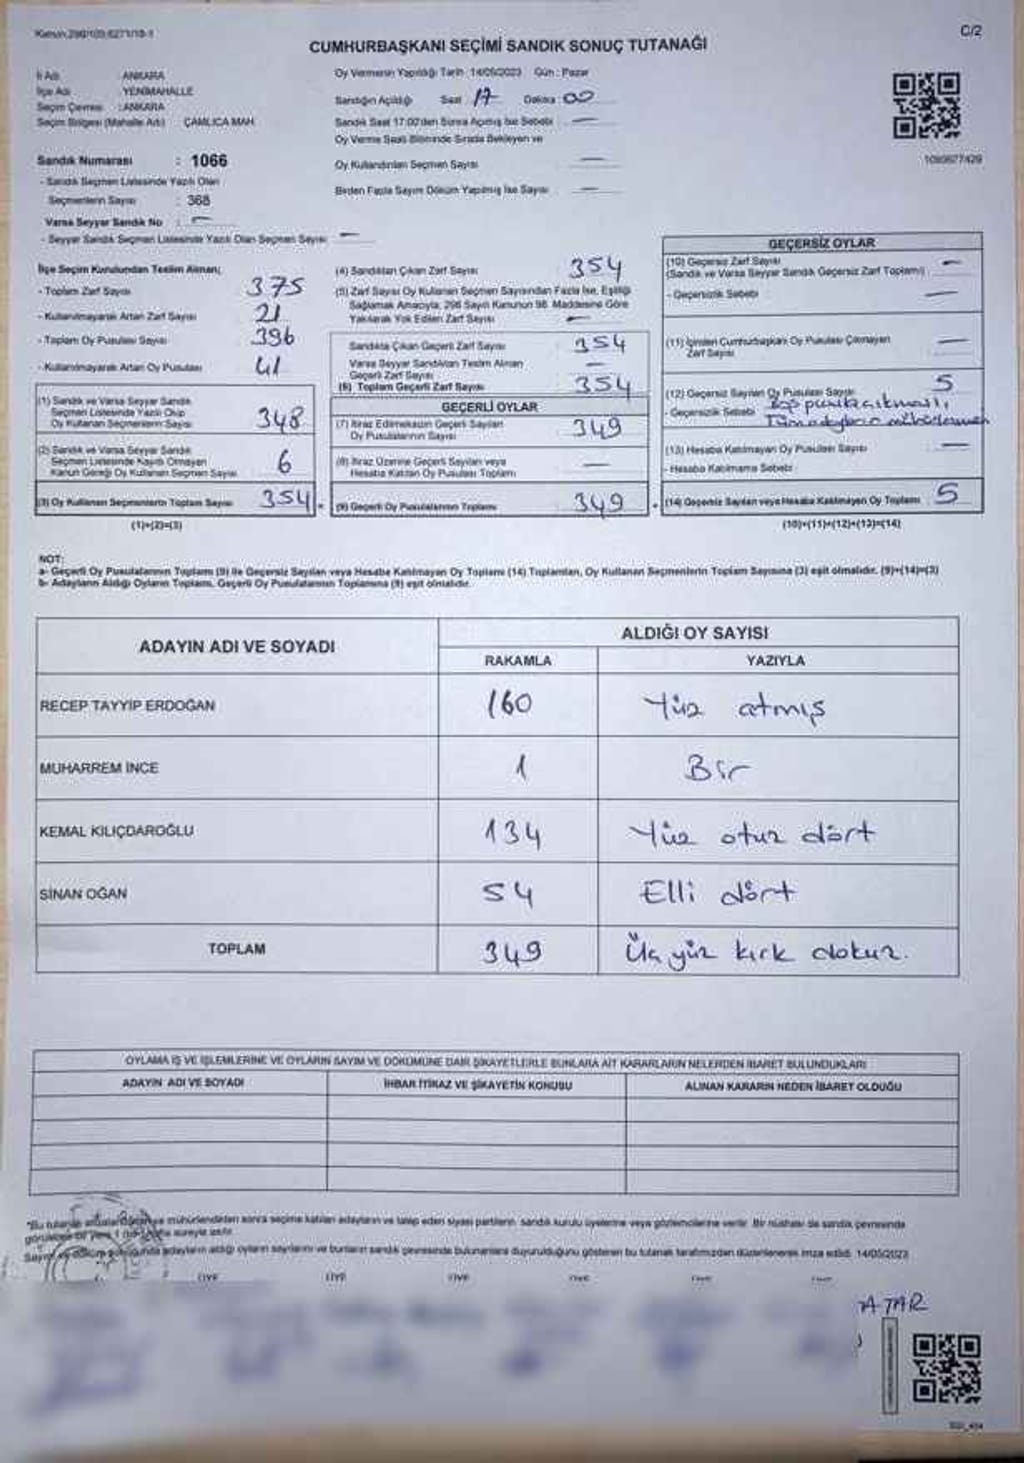 Kanun:298/103,6271/18-1
C/2
CUMHURBAŞKANI SEÇİMİ SANDIK SONUÇ TUTANAĞI
İl Adı : ANKARA
İlçe Adı : YENİMAHALLE
Seçim Çevresi : ANKARA
Seçim Bölgesi (Mahalle Adı) ÇAMLICA MAH.
Sandık Numarası : 1066
- Sandık Seçmen Listesinde Yazılı Olan
Seçmenlerin Sayısı : 368
Varsa Seyyar Sandık No : —
- Seyyar Sandık Seçmen Listesinde Yazılı Olan Seçmen Sayısı —
Oy Vermenin Yapıldığı Tarih : 14/05/2023 Gün : Pazar
Sandığın Açıldığı Saat : 17 Dakika : 00
Sandık Saat 17:00'den Sonra Açılmış İse Sebebi : —
Oy Verme Saati Bitiminde Sırada Bekleyen ve
Oy Kullandırılan Seçmen Sayısı : —
Birden Fazla Sayım Döküm Yapılmış İse Sayısı : —
1090677429
İlçe Seçim Kurulundan Teslim Alınan;
- Toplam Zarf Sayısı 375
- Kullanılmayarak Artan Zarf Sayısı 21
- Toplam Oy Pusulası Sayısı 396
- Kullanılmayarak Artan Oy Pusulası 41
(1) Sandık ve Varsa Seyyar Sandık
Seçmen Listesinde Yazılı Olup
Oy Kullanan Seçmenlerin Sayısı 348
(2) Sandık ve Varsa Seyyar Sandık
Seçmen Listesinde Kayıtlı Olmayan
Kanun Gereği Oy Kullanan Seçmen Sayısı 6
(3) Oy Kullanan Seçmenlerin Toplam Sayısı 354
(1)+(2)=(3)
(4) Sandıktan Çıkan Zarf Sayısı 354
(5) Zarf Sayısı Oy Kullanan Seçmen Sayısından Fazla İse, Eşitliği
Sağlamak Amacıyla, 298 Sayılı Kanunun 98. Maddesine Göre
Yakılarak Yok Edilen Zarf Sayısı —
Sandıkta Çıkan Geçerli Zarf Sayısı 354
Varsa Seyyar Sandıktan Teslim Alınan
Geçerli Zarf Sayısı —
(6) Toplam Geçerli Zarf Sayısı 354
GEÇERLİ OYLAR
(7) İtiraz Edilmeksizin Geçerli Sayılan
Oy Pusulalarının Sayısı 349
(8) İtiraz Üzerine Geçerli Sayılan veya
Hesaba Katılan Oy Pusulası Toplamı —
(9) Geçerli Oy Pusulalarının Toplamı 349
GEÇERSİZ OYLAR
(10) Geçersiz Zarf Sayısı —
(Sandık ve Varsa Seyyar Sandık Geçersiz Zarf Toplamı)
- Geçersizlik Sebebi —
(11) İçinden Cumhurbaşkanı Oy Pusulası Çıkmayan
Zarf Sayısı —
(12) Geçersiz Sayılan Oy Pusulası Sayısı 5
- Geçersizlik Sebebi Boş pusula çıkması,
Tüm adayların mühürlenmesi
(13) Hesaba Katılmayan Oy Pusulası Sayısı —
- Hesaba Katılmama Sebebi
(14) Geçersiz Sayılan veya Hesaba Katılmayan Oy Toplamı 5
(10)+(11)+(12)+(13)=(14)
NOT:
a- Geçerli Oy Pusulalarının Toplamı (9) ile Geçersiz Sayılan veya Hesaba Katılmayan Oy Toplamı (14) Toplamları, Oy Kullanan Seçmenlerin Toplam Sayısına (3) eşit olmalıdır. (9)+(14)=(3)
b- Adayların Aldığı Oyların Toplamı, Geçerli Oy Pusulalarının Toplamına (9) eşit olmalıdır.
ADAYIN ADI VE SOYADI
ALDIĞI OY SAYISI
RAKAMLA YAZIYLA
RECEP TAYYİP ERDOĞAN 160 Yüz atmış
MUHARREM İNCE 1 Bir
KEMAL KILIÇDAROĞLU 134 Yüz otuz dört
SİNAN OĞAN 54 Elli dört
TOPLAM 349 Üçyüz kırk dokuz.
OYLAMA İŞ VE İŞLEMLERİNE VE OYLARIN SAYIM VE DÖKÜMÜNE DAİR ŞİKAYETLERLE BUNLARA AİT KARARLARIN NELERDEN İBARET BULUNDUKLARI
ADAYIN ADI VE SOYADI İHBAR İTİRAZ VE ŞİKAYETİN KONUSU ALINAN KARARIN NEDEN İBARET OLDUĞU
*Bu tutanak mühürlendikten sonra seçime katılan adayların ve talep eden siyasi partilerin sandık kurulu üyelerine veya gözlemcilerine verilir. Bir nüshası da sandık çevresinde
görülebilir bir yere 1 süreyle asılır.
Sayım ve döküm adayların aldığı oyların sayılarını ve bunların sandık çevresinde bulunanlara duyurulduğunu gösteren bu tutanak tarafımızdan düzenlenerek imza edildi. 14/05/2023
ÜYE ÜYE ÜYE ÜYE ÜYE ÜYE
ATAR